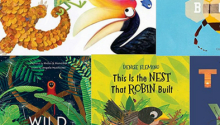 B
DENISE FLEMING
This Is the NEST
That ROBIN Built
T
WILD